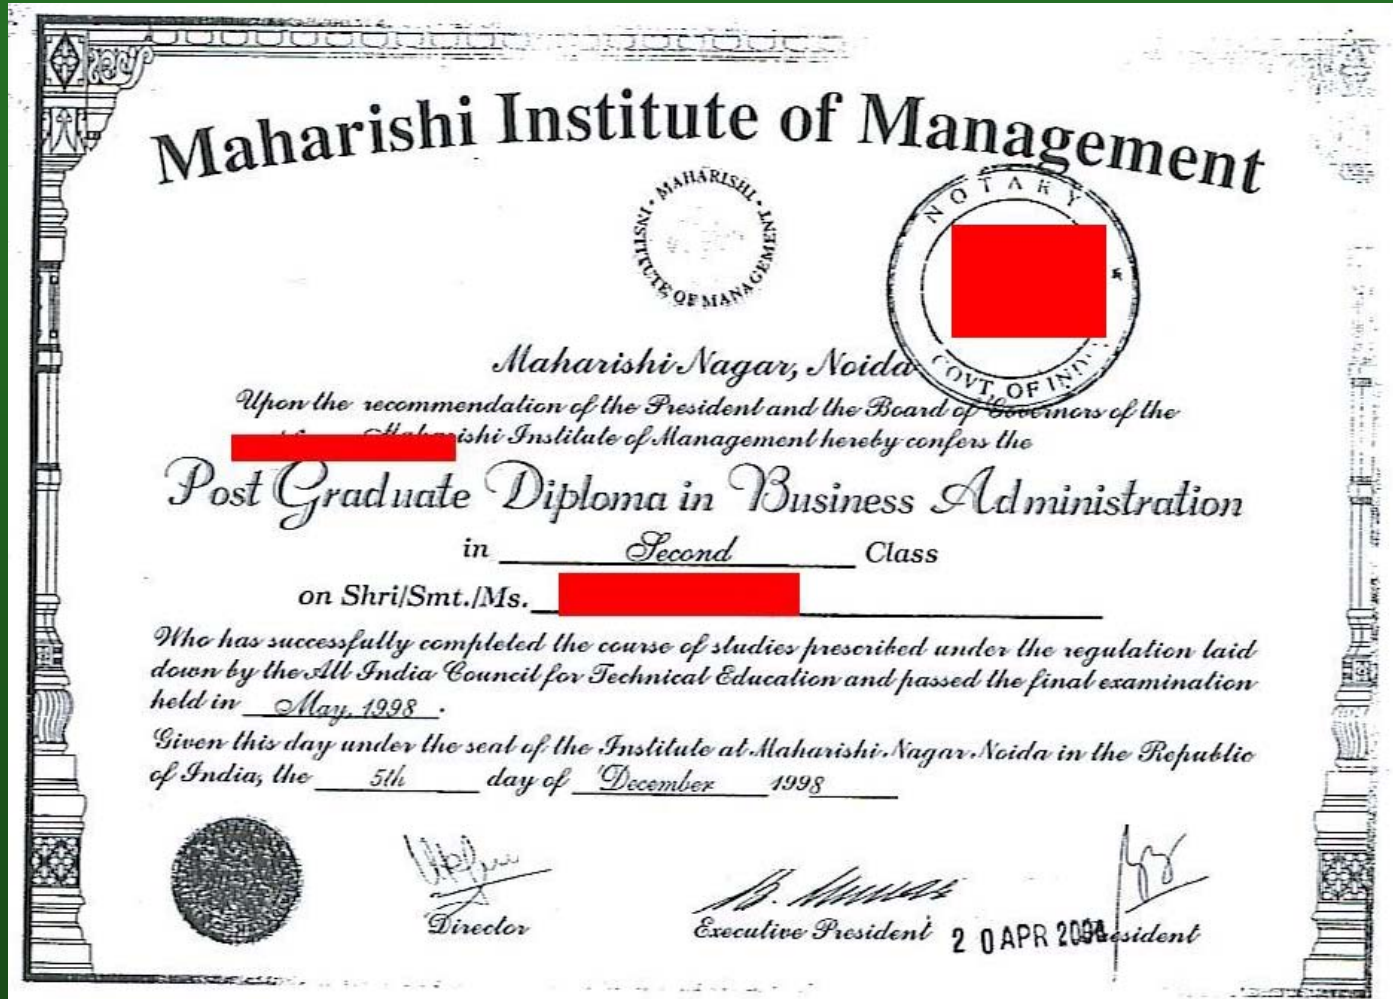 Maharishi Institute of Management
· MAHARISHI · INSTITUTE OF MANAGEMENT
NOTARY
GOVT. OF INDIA
Maharishi Nagar, Noida
Upon the recommendation of the President and the Board of Governors of the
Maharishi Institute of Management hereby confers the
Post Graduate Diploma in Business Administration
in Second Class
on Shri/Smt./Ms.
Who has successfully completed the course of studies prescribed under the regulation laid
down by the All India Council for Technical Education and passed the final examination
held in May, 1998 .
Given this day under the seal of the Institute at Maharishi Nagar Noida in the Republic
of India, the 5th day of December 1998
Director
Executive President
20 APR
President